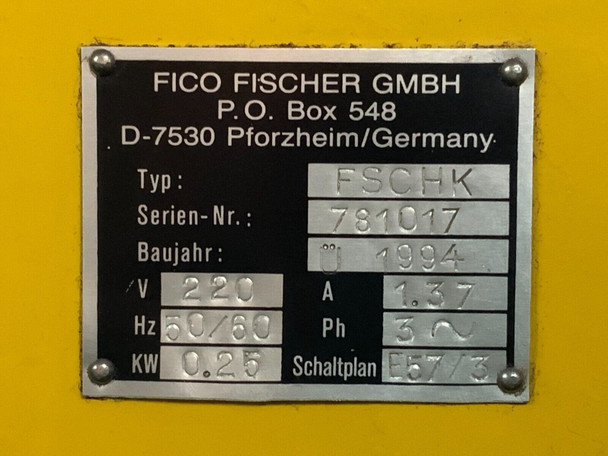 FICO FISCHER GMBH
P.O. Box 548
D-7530 Pforzheim/Germany
Typ: FSCHK
Serien-Nr.: 781017
Baujahr: Ü 1994
V 220 A 1.37
Hz 50/60 Ph 3~
KW 0.25 Schaltplan E57/3